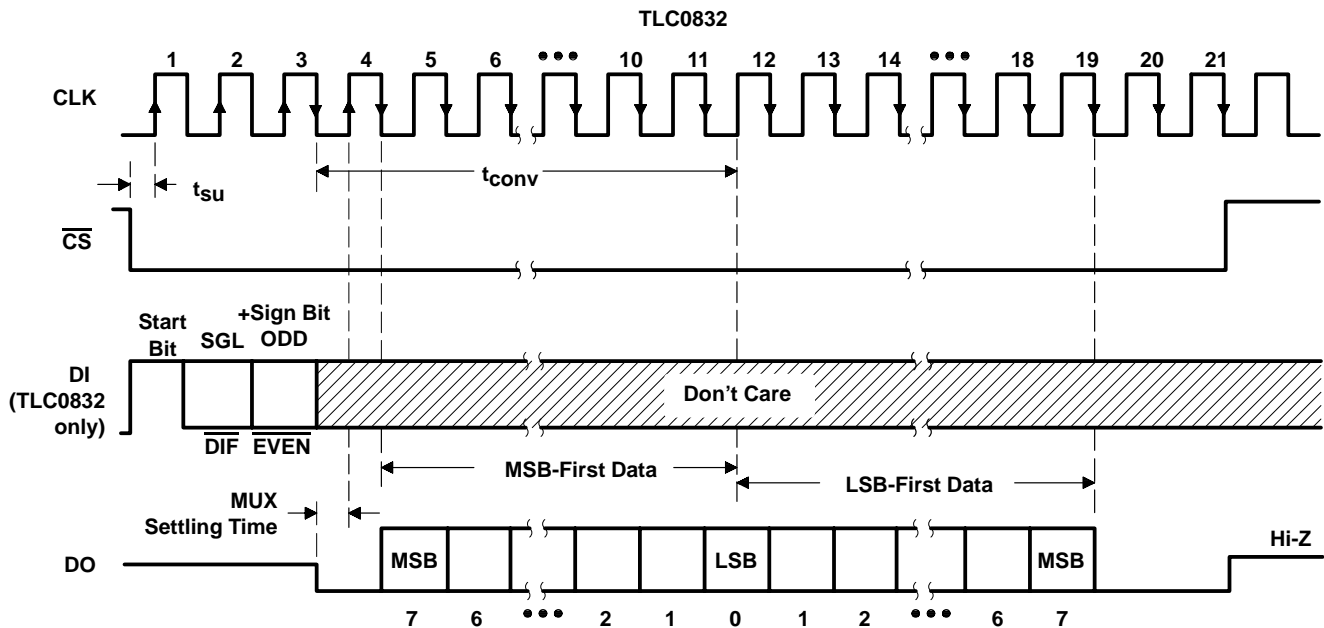 TLC0832
1 2 3 4 5 6 ••• 10 11 12 13 14 ••• 18 19 20 21
CLK
tsu
tconv
CS
Start Bit
SGL
+Sign Bit
ODD
DI
(TLC0832
only)
Don't Care
DIF
EVEN
MSB-First Data
LSB-First Data
MUX
Settling Time
Hi-Z
DO
MSB LSB MSB
7 6 ••• 2 1 0 1 2 ••• 6 7